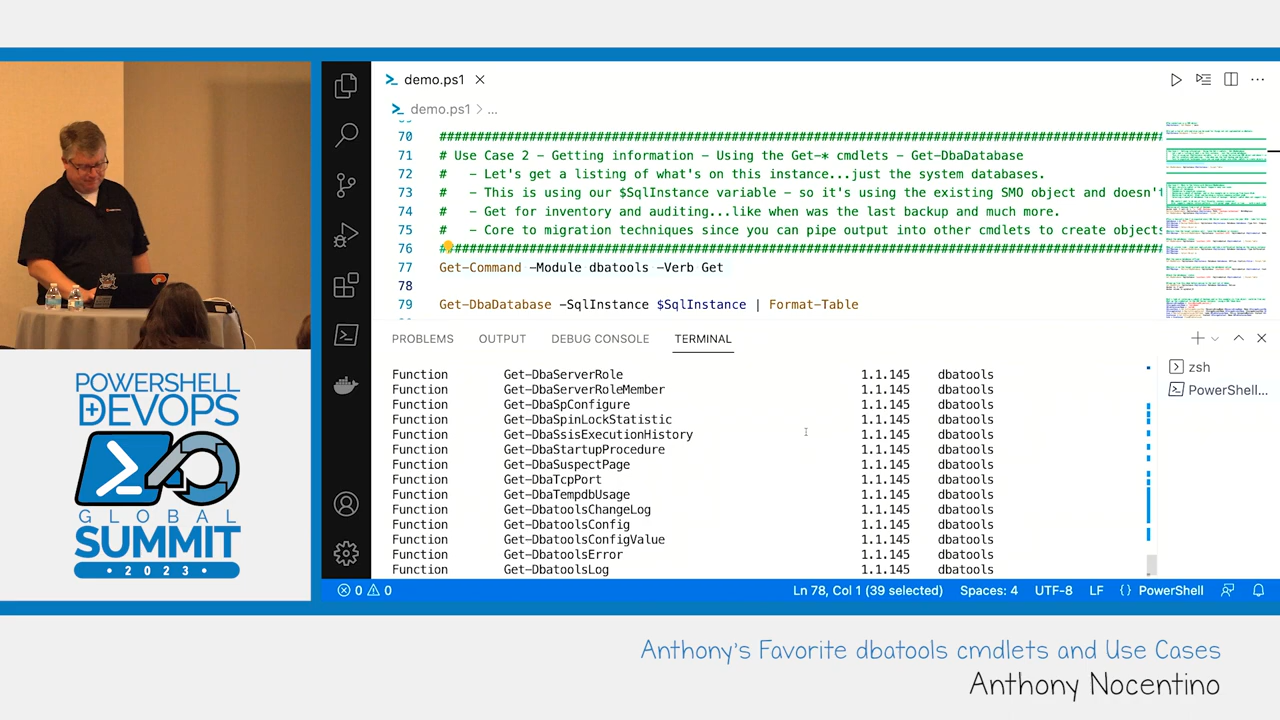 demo.ps1
demo.ps1 > ...
70 ################################################################################
71 # Use Case 2 - Getting information - Using the Get-* cmdlets - Get-DbaDatabase
72 # Let's get a listing of what's on this instance...just the system databases.
73 # - This is using our $SqlInstance variable - so it's using the existing SMO object and doesn't
74 # - Get for inventory and auditing...like when was the last backup and much more.
75 # - Core migration techniques since you can pipe output into other cmdlets to create objects
76 ################################################################################
77 Get-Command -Module dbatools -Verb Get
78
79 Get-DbaDatabase -SqlInstance $SqlInstance | Format-Table
PROBLEMS OUTPUT DEBUG CONSOLE TERMINAL
Function Get-DbaServerRole 1.1.145 dbatools
Function Get-DbaServerRoleMember 1.1.145 dbatools
Function Get-DbaSpConfigure 1.1.145 dbatools
Function Get-DbaSpinLockStatistic 1.1.145 dbatools
Function Get-DbaSsisExecutionHistory 1.1.145 dbatools
Function Get-DbaStartupProcedure 1.1.145 dbatools
Function Get-DbaSuspectPage 1.1.145 dbatools
Function Get-DbaTcpPort 1.1.145 dbatools
Function Get-DbaTempdbUsage 1.1.145 dbatools
Function Get-DbatoolsChangeLog 1.1.145 dbatools
Function Get-DbatoolsConfig 1.1.145 dbatools
Function Get-DbatoolsConfigValue 1.1.145 dbatools
Function Get-DbatoolsError 1.1.145 dbatools
Function Get-DbatoolsLog 1.1.145 dbatools
zsh
PowerShell...
0 0
Ln 78, Col 1 (39 selected) Spaces: 4 UTF-8 LF {} PowerShell
POWERSHELL
+DEVOPS
GLOBAL
SUMMIT
• 2023 •
Anthony's Favorite dbatools cmdlets and Use Cases
Anthony Nocentino